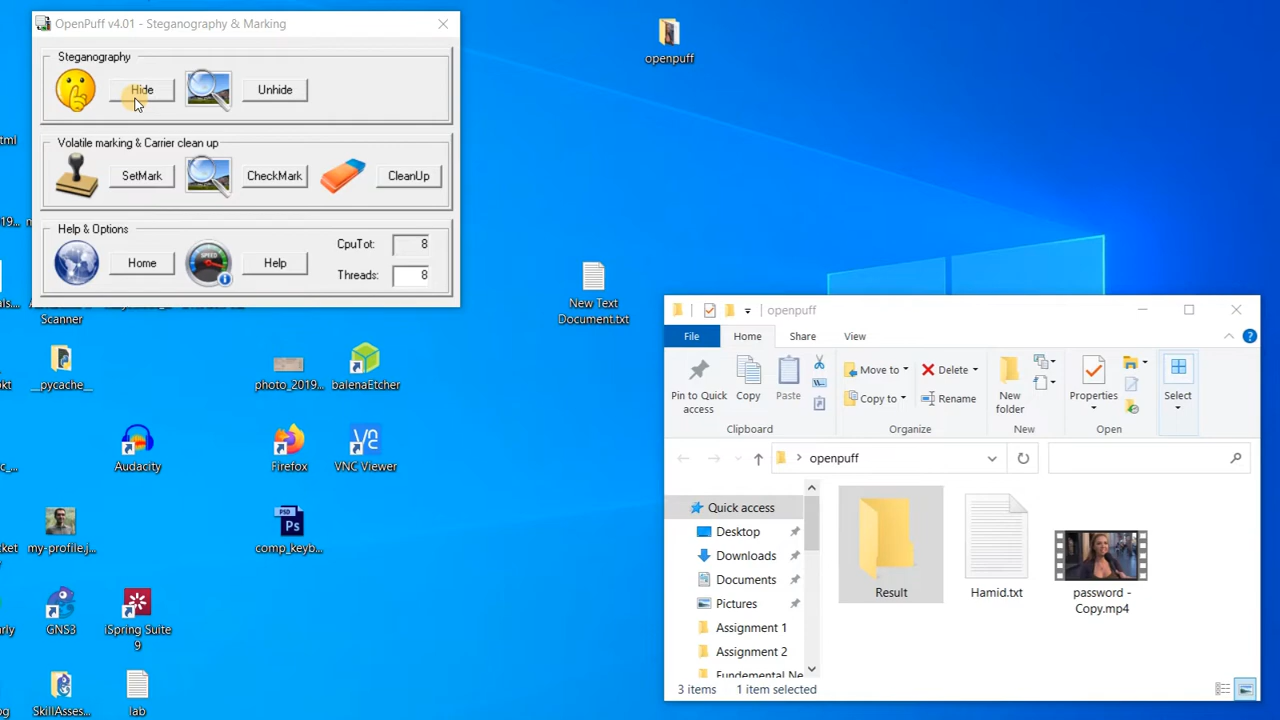 OpenPuff v4.01 - Steganography & Marking
Steganography
Hide
Unhide
Volatile marking & Carrier clean up
SetMark
CheckMark
CleanUp
Help & Options
Home
Help
CpuTot: 8
Threads: 8
openpuff
New Text
Document.txt
Scanner
__pycache__
photo_2019...
balenaEtcher
Audacity
Firefox
VNC Viewer
my-profile.j...
comp_keyb...
GNS3
iSpring Suite
9
SkillAsses...
lab
openpuff
File
Home
Share
View
Pin to Quick
access
Copy
Paste
Move to
Copy to
Delete
Rename
New
folder
Properties
Select
Clipboard
Organize
New
Open
openpuff
Quick access
Desktop
Downloads
Documents
Pictures
Assignment 1
Assignment 2
Result
Hamid.txt
password -
Copy.mp4
3 items
1 item selected